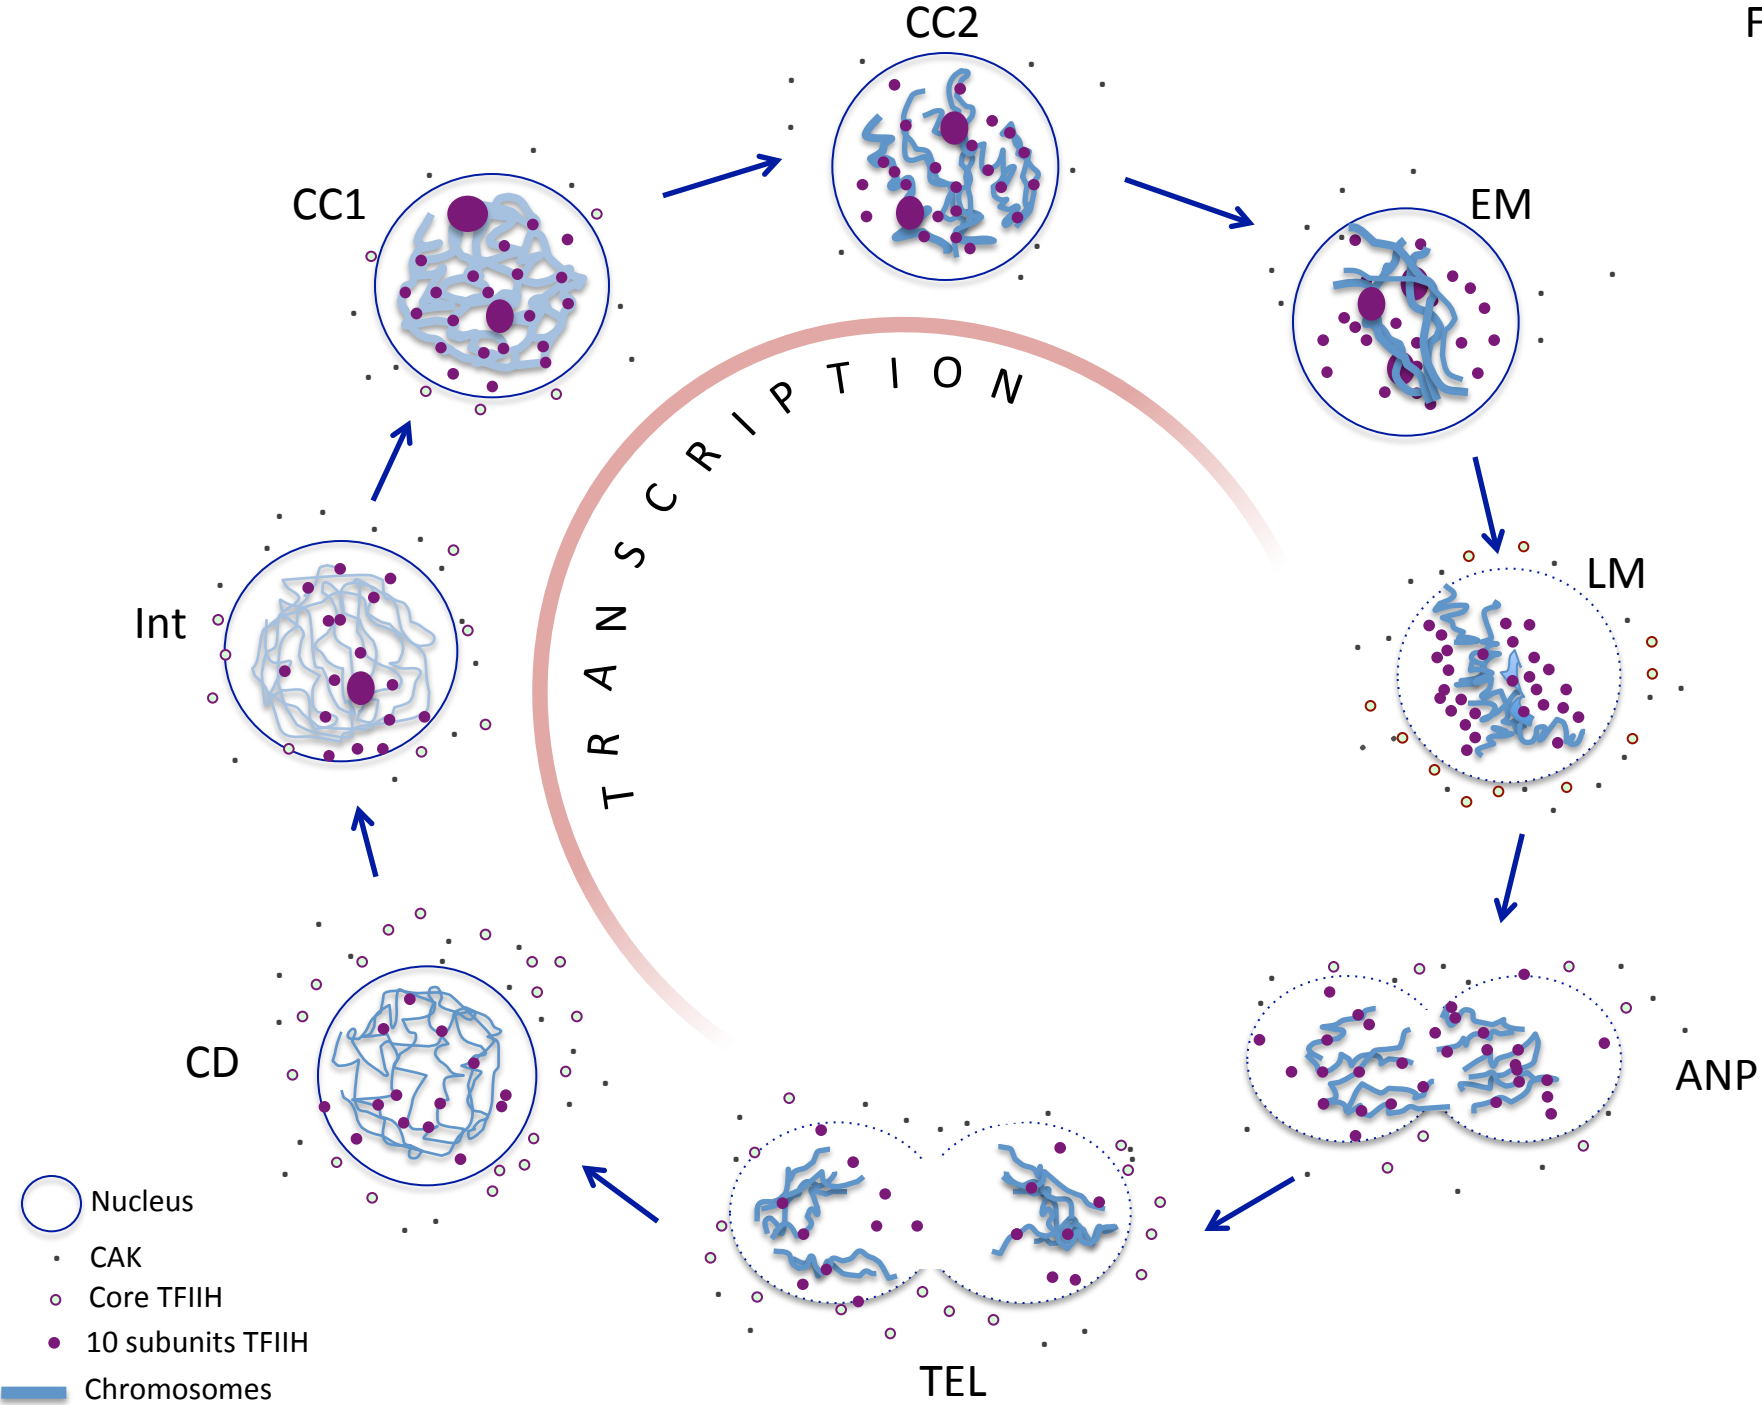 CC2
F
CC1
EM
TRANSCRIPTION
LM
Int
CD
ANP
Nucleus
CAK
Core TFIIH
10 subunits TFIIH
Chromosomes
TEL